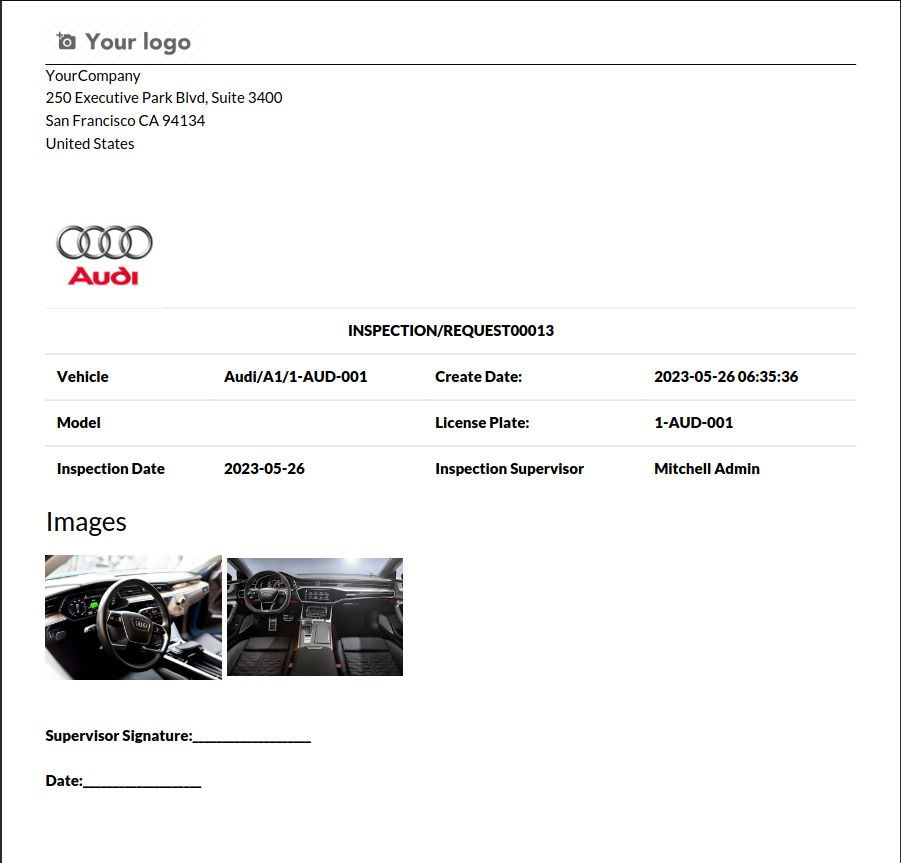 Your logo
YourCompany
250 Executive Park Blvd, Suite 3400
San Francisco CA 94134
United States
Audi
INSPECTION/REQUEST00013
Vehicle Audi/A1/1-AUD-001 Create Date: 2023-05-26 06:35:36
Model License Plate: 1-AUD-001
Inspection Date 2023-05-26 Inspection Supervisor Mitchell Admin
Images
Supervisor Signature:____________________
Date:____________________